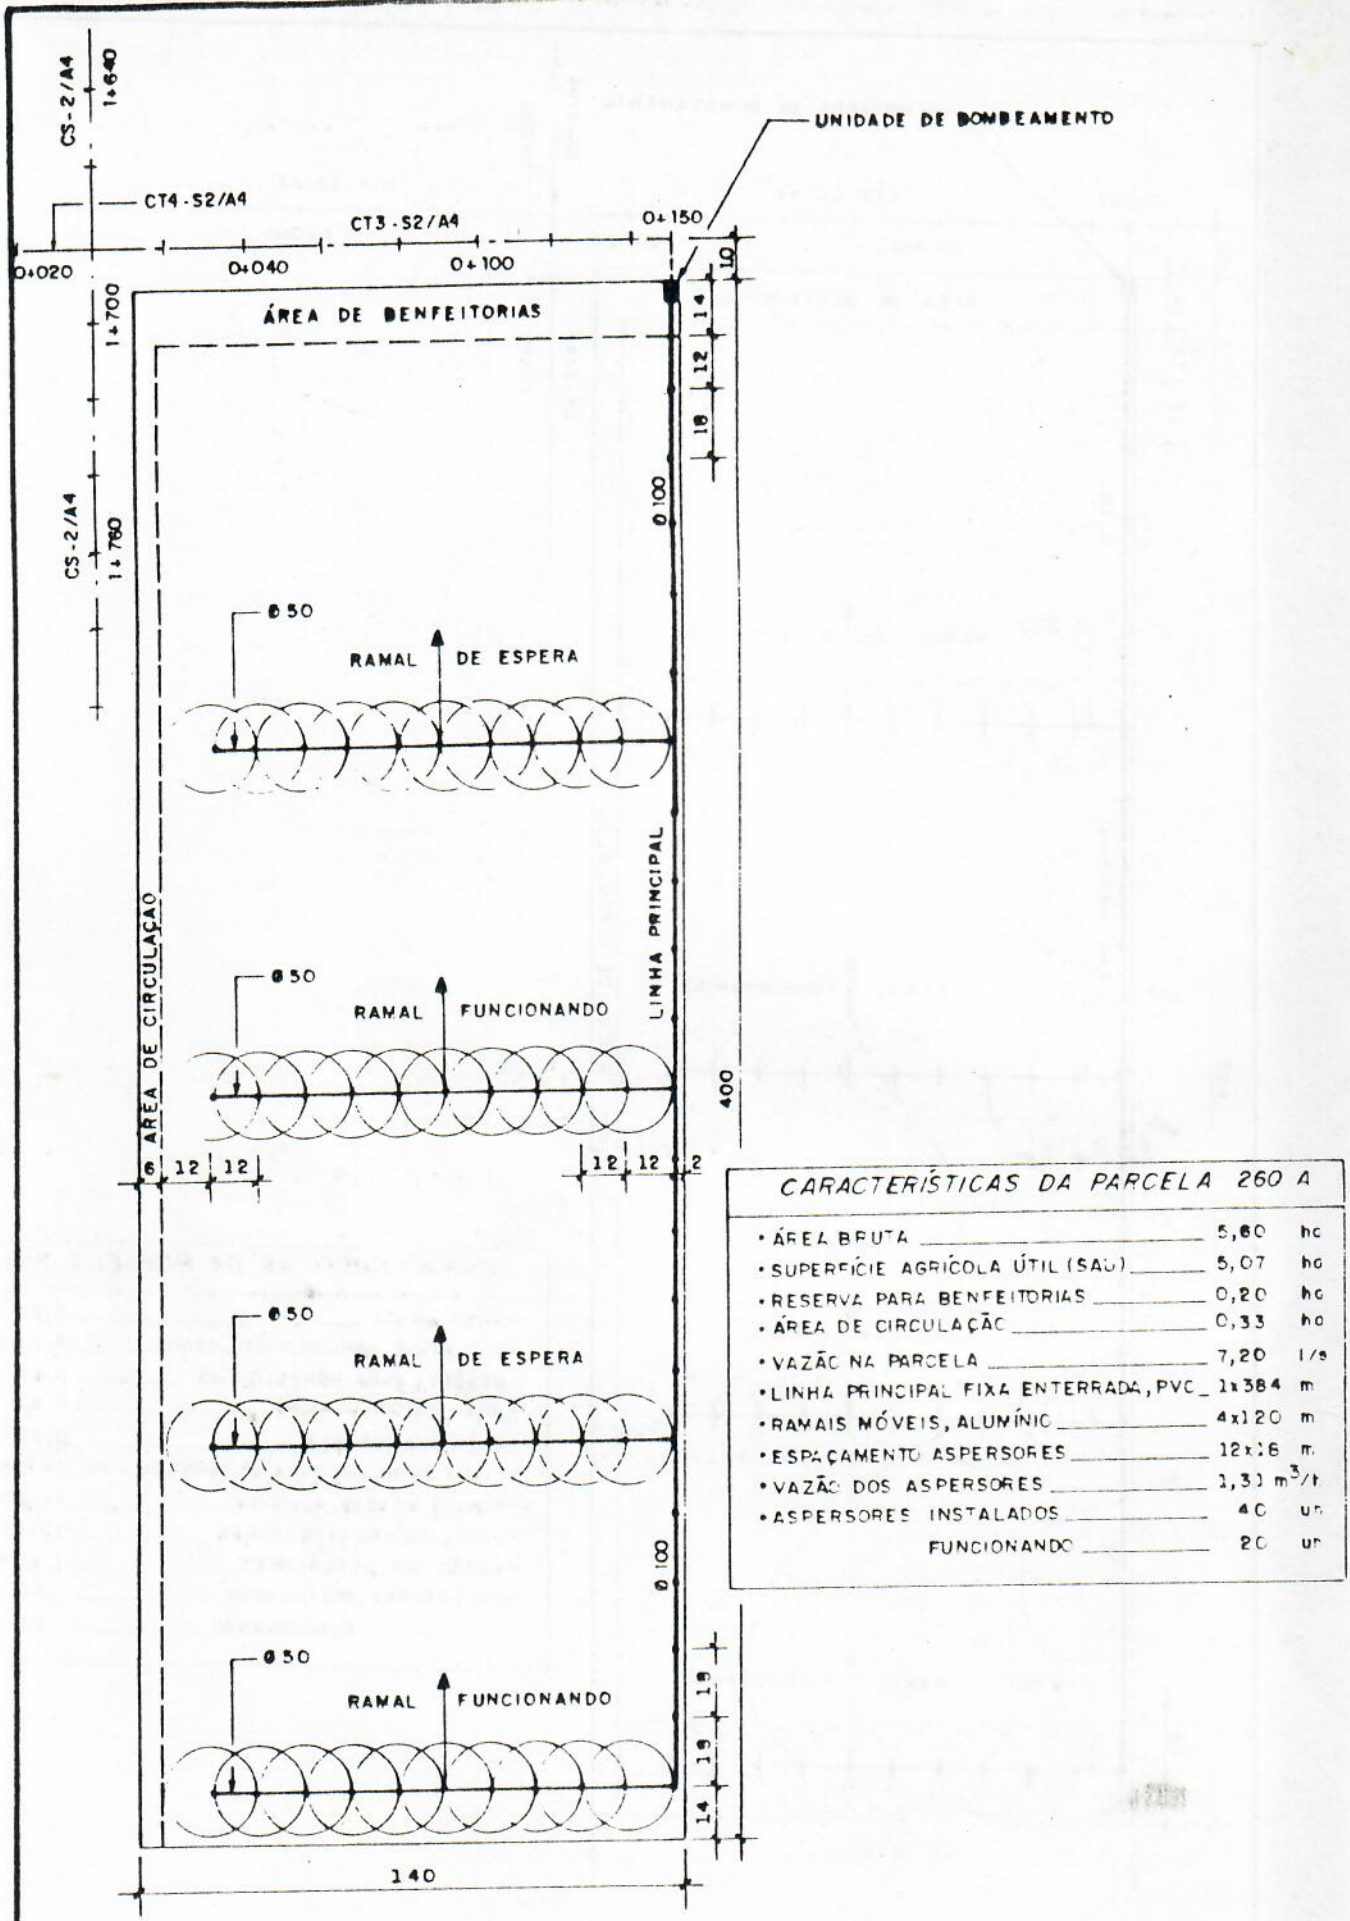 CS-2/A4
1+640
UNIDADE DE BOMBEAMENTO
CT4-S2/A4
CT3-S2/A4
0+150
0+020
0+040
0+100
10
1+700
ÁREA DE BENFEITORIAS
14
12
18
CS-2/A4
1+760
Ø100
Ø50
RAMAL DE ESPERA
LINHA PRINCIPAL
ÁREA DE CIRCULAÇÃO
Ø50
RAMAL FUNCIONANDO
400
6 12 12 12 12 2
CARACTERÍSTICAS DA PARCELA 260 A
• ÁREA BRUTA 5,60 ha
• SUPERFÍCIE AGRÍCOLA ÚTIL (SAU) 5,07 ha
• RESERVA PARA BENFEITORIAS 0,20 ha
• ÁREA DE CIRCULAÇÃO 0,33 ha
• VAZÃO NA PARCELA 7,20 l/s
• LINHA PRINCIPAL FIXA ENTERRADA, PVC 1x384 m
• RAMAIS MÓVEIS, ALUMÍNIO 4x120 m
• ESPAÇAMENTO ASPERSORES 12x18 m
• VAZÃO DOS ASPERSORES 1,31 m³/h
• ASPERSORES INSTALADOS 40 un
FUNCIONANDO 20 un
Ø50
RAMAL DE ESPERA
Ø100
Ø50
RAMAL FUNCIONANDO
18
18
14
140